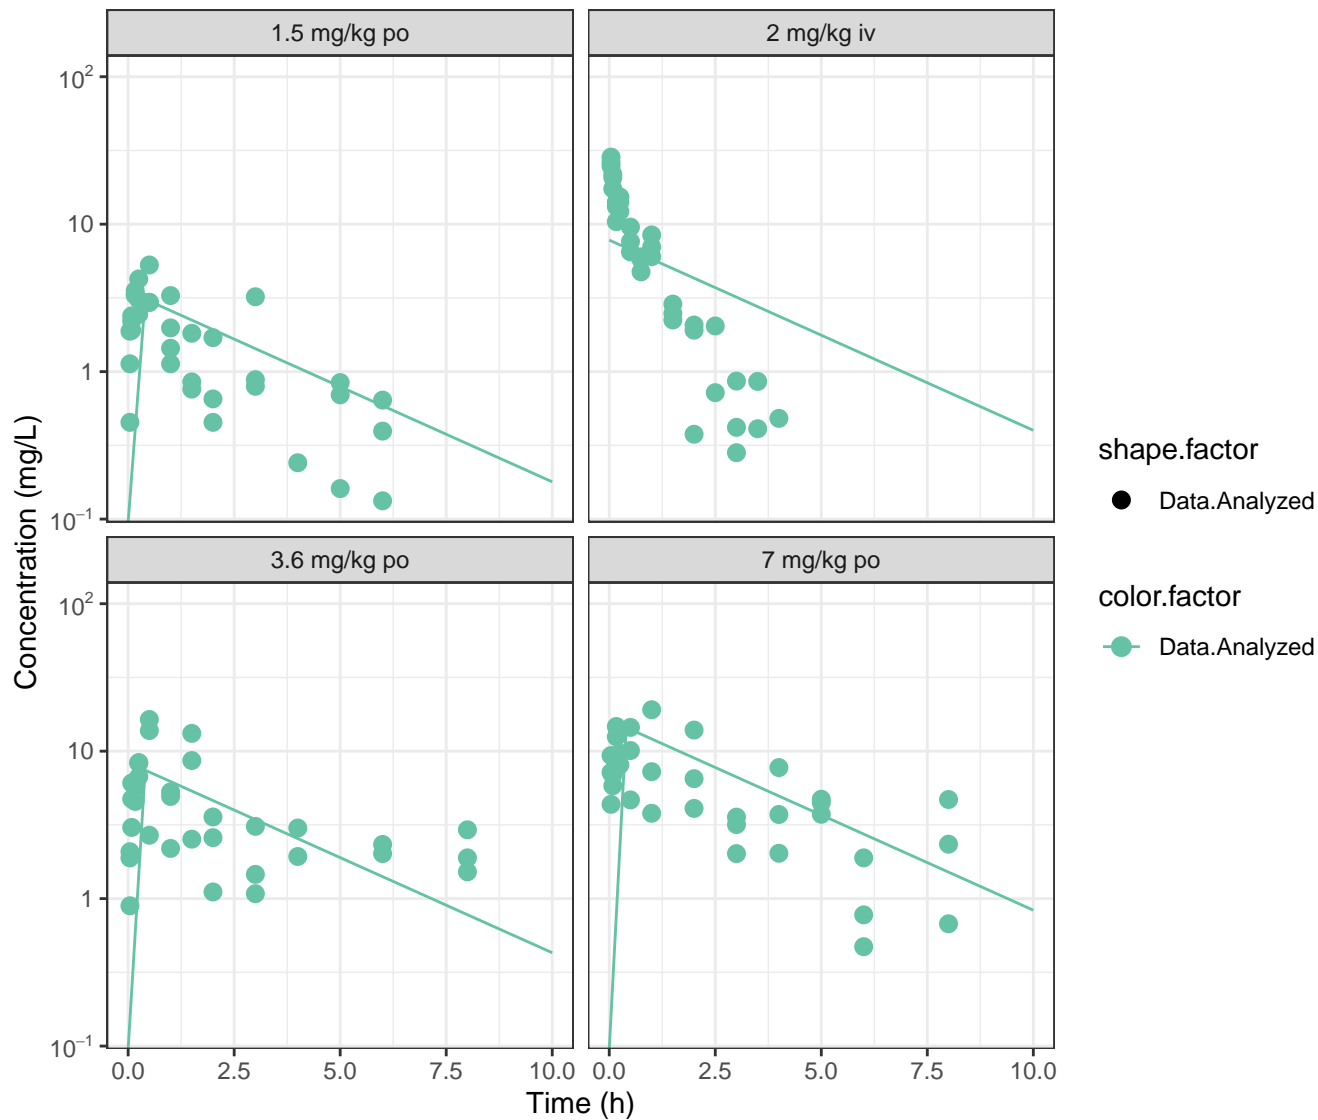 1.5 mg/kg po
2 mg/kg iv
10²
10
1
10⁻¹
3.6 mg/kg po
7 mg/kg po
10²
10
1
10⁻¹
0.0 2.5 5.0 7.5 10.0
0.0 2.5 5.0 7.5 10.0
Time (h)
Concentration (mg/L)
shape.factor
Data.Analyzed
color.factor
Data.Analyzed